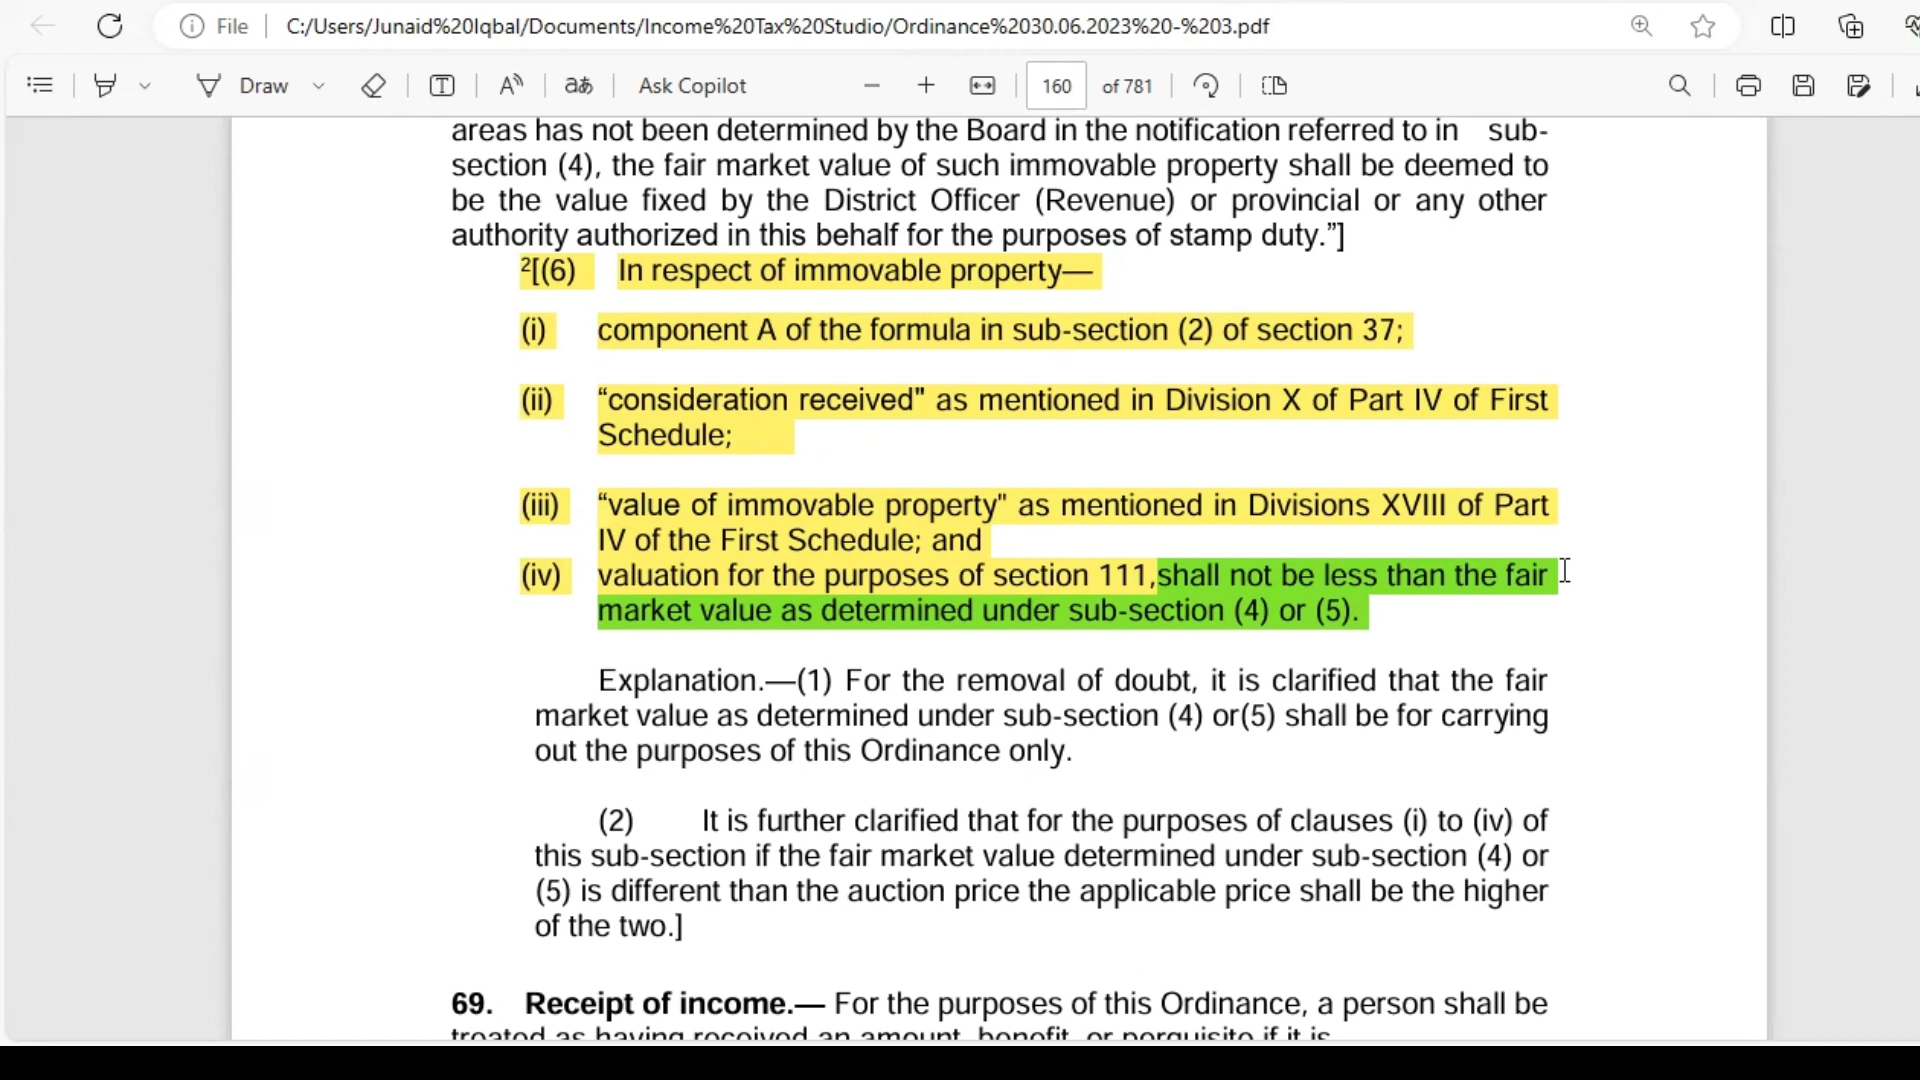 File C:/Users/Junaid%20Iqbal/Documents/Income%20Tax%20Studio/Ordinance%2030.06.2023%20-%203.pdf
Draw Ask Copilot 160 of 781
areas has not been determined by the Board in the notification referred to in sub-
section (4), the fair market value of such immovable property shall be deemed to
be the value fixed by the District Officer (Revenue) or provincial or any other
authority authorized in this behalf for the purposes of stamp duty.”]
²[(6) In respect of immovable property—
(i) component A of the formula in sub-section (2) of section 37;
(ii) “consideration received" as mentioned in Division X of Part IV of First
Schedule;
(iii) “value of immovable property" as mentioned in Divisions XVIII of Part
IV of the First Schedule; and
(iv) valuation for the purposes of section 111,shall not be less than the fair
market value as determined under sub-section (4) or (5).
Explanation.—(1) For the removal of doubt, it is clarified that the fair
market value as determined under sub-section (4) or(5) shall be for carrying
out the purposes of this Ordinance only.
(2) It is further clarified that for the purposes of clauses (i) to (iv) of
this sub-section if the fair market value determined under sub-section (4) or
(5) is different than the auction price the applicable price shall be the higher
of the two.]
69. Receipt of income.— For the purposes of this Ordinance, a person shall be
treated as having received an amount, benefit, or perquisite if it is